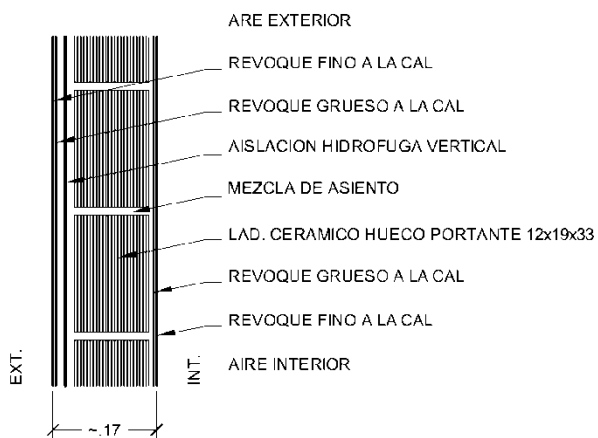 ARE EXTERIOR
REVOQUE FINO A LA CAL
REVOQUE GRUESO A LA CAL
AISLACION HIDROFUGA VERTICAL
MEZCLA DE ASIENTO
LAD. CERAMICO HUECO PORTANTE 12x19x33
REVOQUE GRUESO A LA CAL
REVOQUE FINO A LA CAL
EXT.
INT.
AIRE INTERIOR
~.17